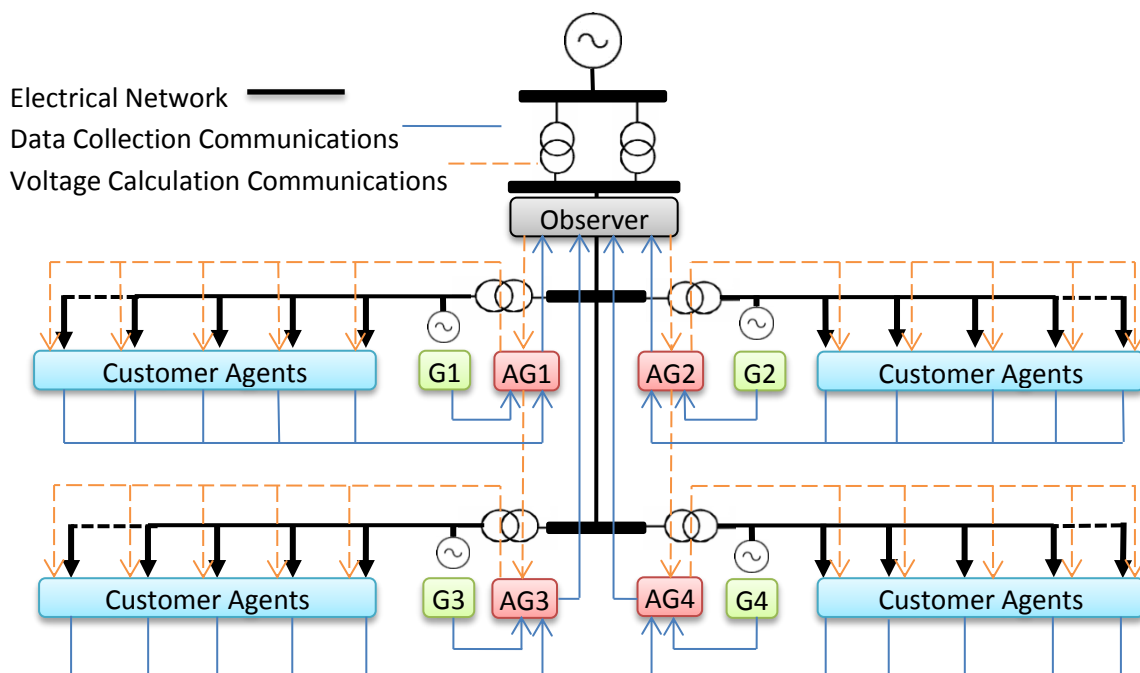 Electrical Network
Data Collection Communications
Voltage Calculation Communications
Observer
Customer Agents
G1
AG1
AG2
G2
Customer Agents
Customer Agents
G3
AG3
AG4
G4
Customer Agents